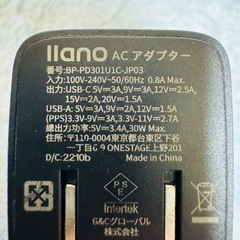 llano ACアダプター
型番:BP-PD301U1C-JP03
入力:100V-240V~50/60Hz 0.8A Max.
出力:USB-C 5V⎓3A,9V⎓3A,12V⎓2.5A,
15V⎓2A,20V⎓1.5A
USB-A: 5V⎓3A,9V⎓2A,12V⎓1.5A
(PPS):3.3V-9V⎓3A,3.3V-11V⎓2.7A
総出力:5V⎓3.4A,30W Max.
住所:〒110-0004東京都台東区下谷
一丁目6-9 ONESTAGE上野201
D/C:2210b Made in China
PSE
Intertek
G&Cグローバル
株式会社